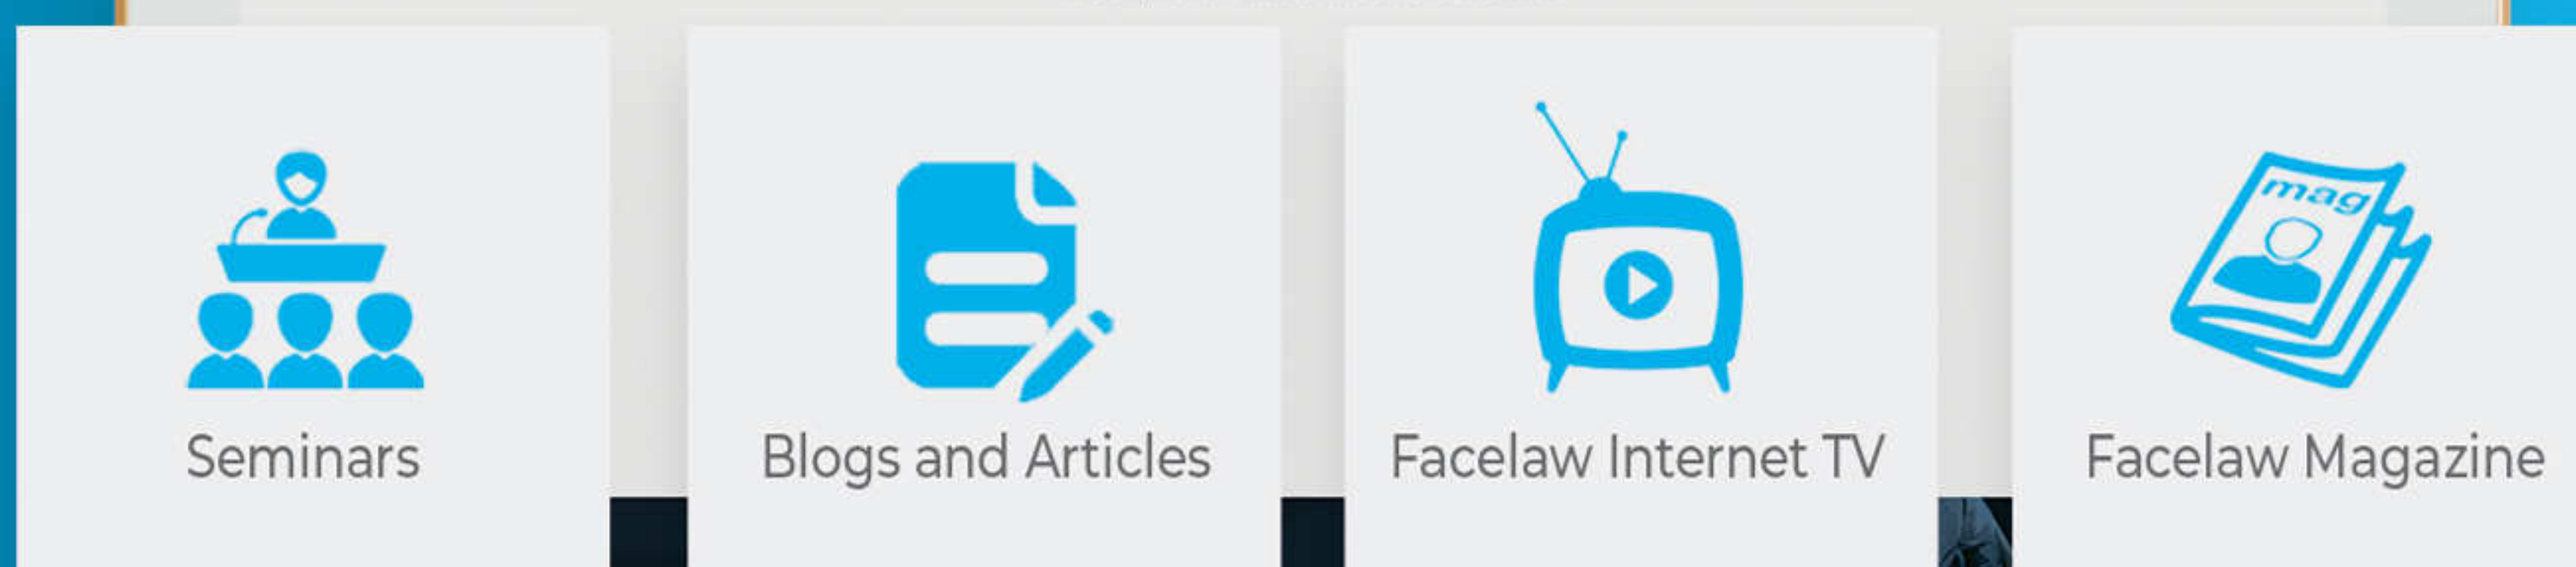 mag
Seminars
Blogs and Articles
Facelaw Internet TV
Facelaw Magazine